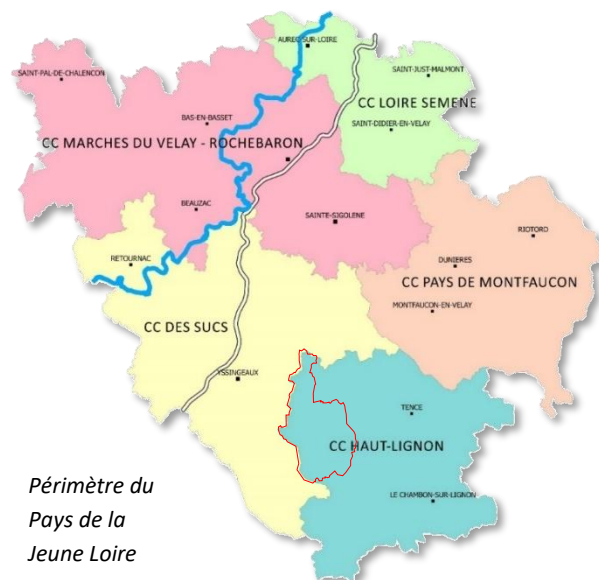 AUREC-SUR-LOIRE
SAINT-PAL-DE-CHALENCON
SAINT-JUST-MALMONT
CC LOIRE SEMENE
BAS-EN-BASSET
SAINT-DIDIER-EN-VELAY
CC MARCHES DU VELAY - ROCHEBARON
BEAUZAC
SAINTE-SIGOLENE
RIOTORD
RETOURNAC
DUNIERES
CC PAYS DE MONTFAUCON
MONTFAUCON-EN-VELAY
CC DES SUCS
YSSINGEAUX
TENCE
CC HAUT-LIGNON
LE CHAMBON-SUR-LIGNON
Périmètre du
Pays de la
Jeune Loire